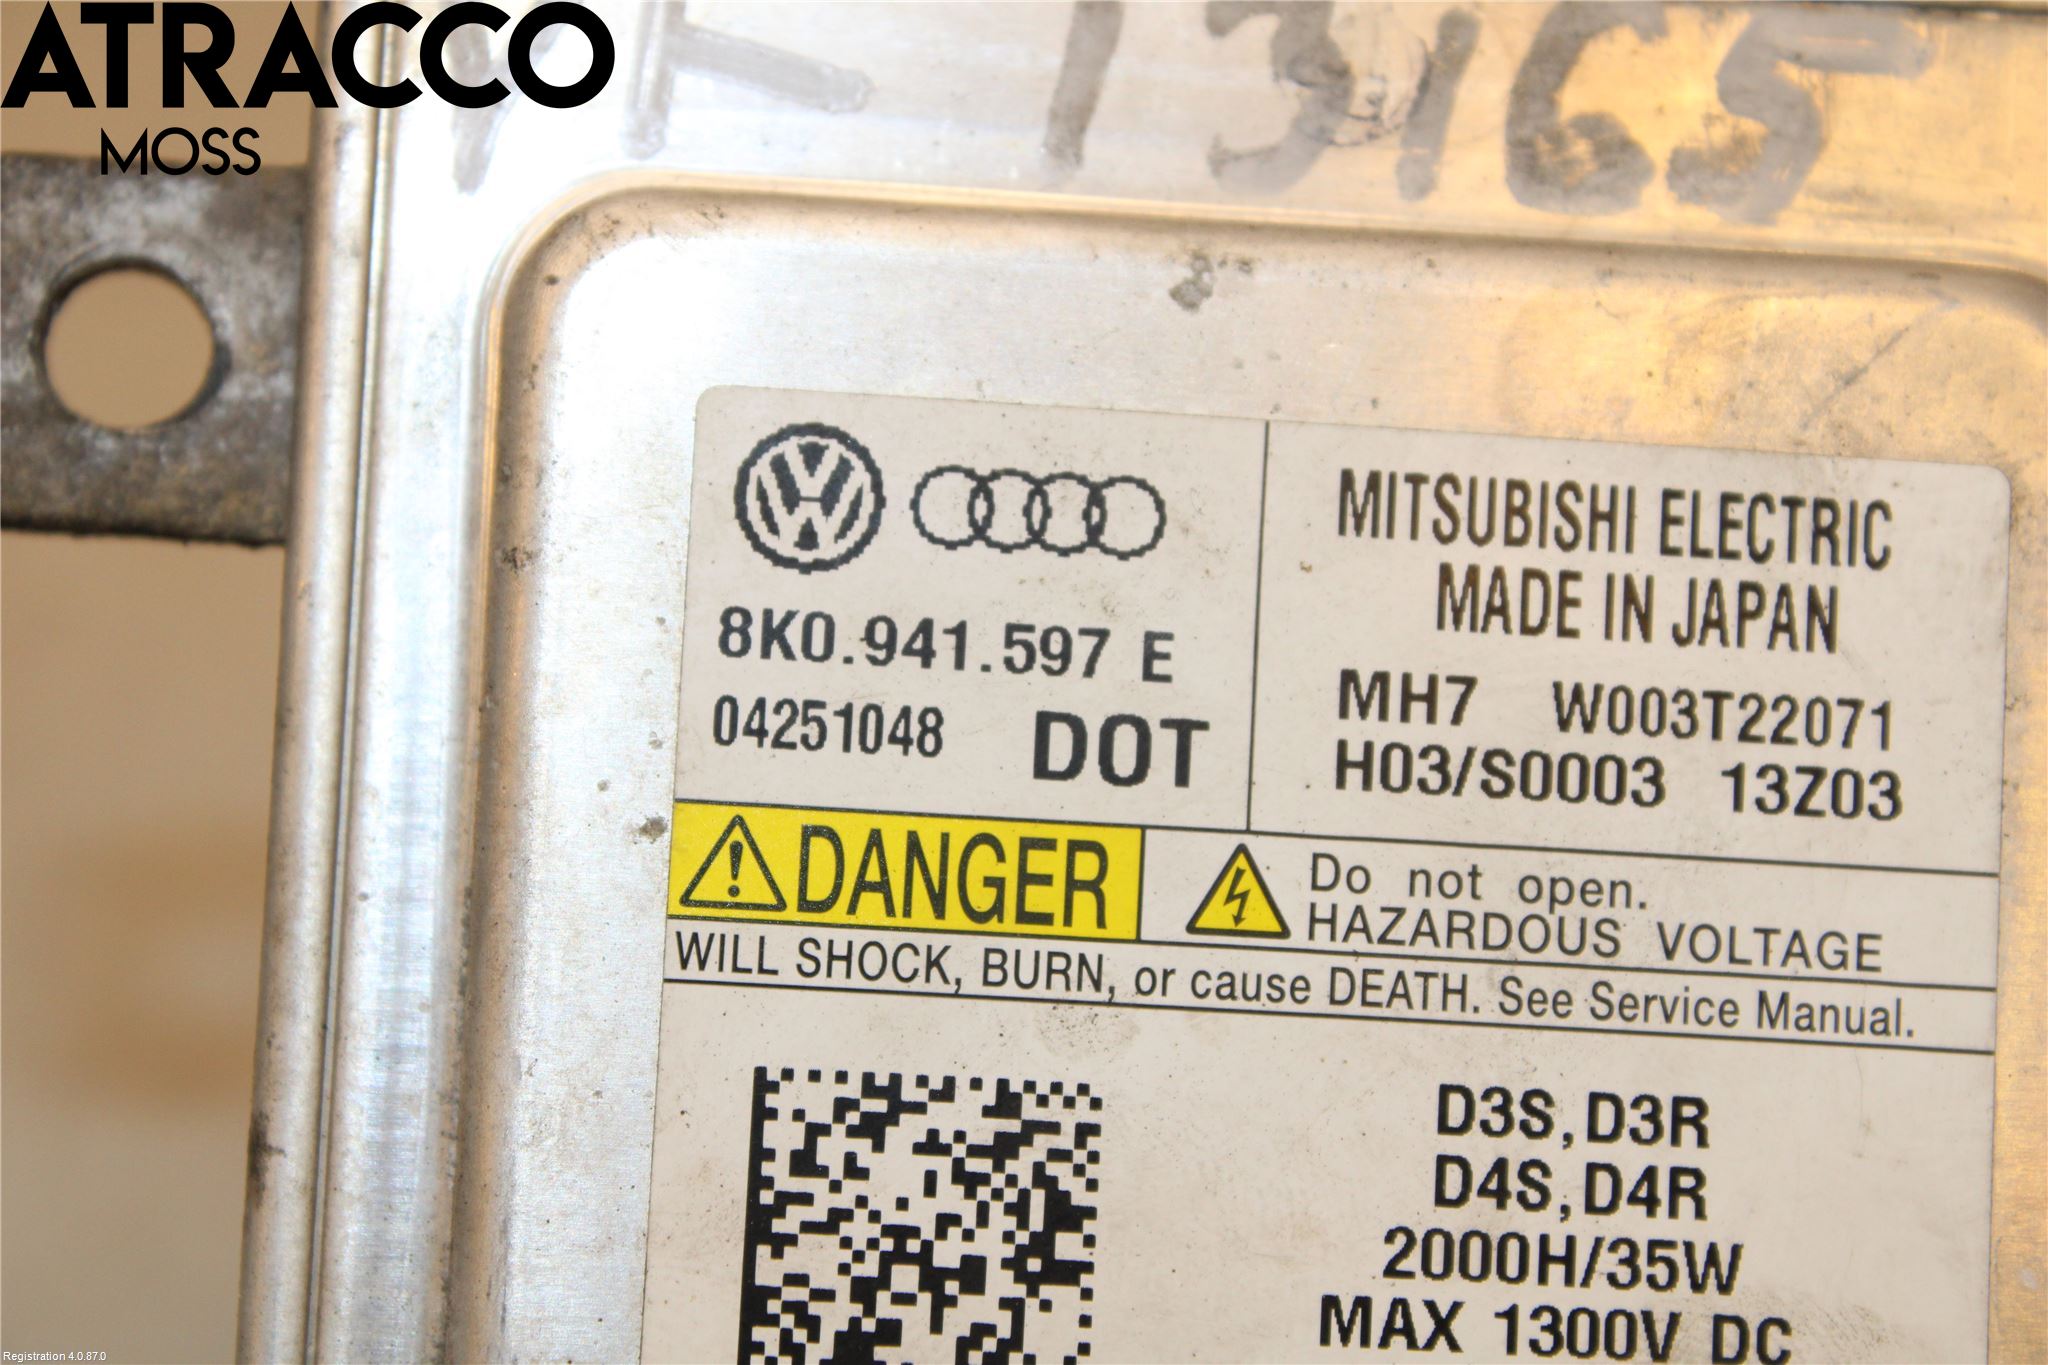 ATRACCO
MOSS
8K0.941.597 E
04251048 DOT
MITSUBISHI ELECTRIC
MADE IN JAPAN
MH7 W003T22071
H03/S0003 13Z03
DANGER
Do not open.
HAZARDOUS VOLTAGE
WILL SHOCK, BURN, or cause DEATH. See Service Manual.
D3S,D3R
D4S,D4R
2000H/35W
MAX 1300V DC
Registration 4.0.87.0